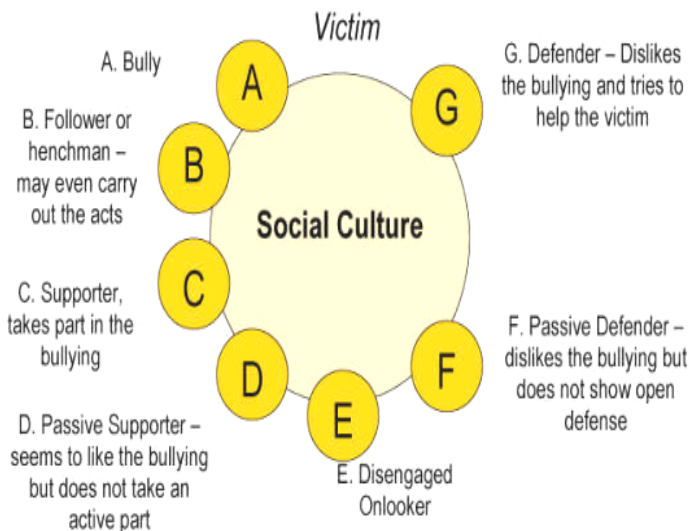 Victim
A. Bully
A
G. Defender – Dislikes
the bullying and tries to
help the victim
G
B. Follower or
henchman –
may even carry
out the acts
B
Social Culture
C. Supporter,
takes part in the
bullying
C
D. Passive Supporter –
seems to like the bullying
but does not take an
active part
D
E
E. Disengaged
Onlooker
F
F. Passive Defender –
dislikes the bullying but
does not show open
defense